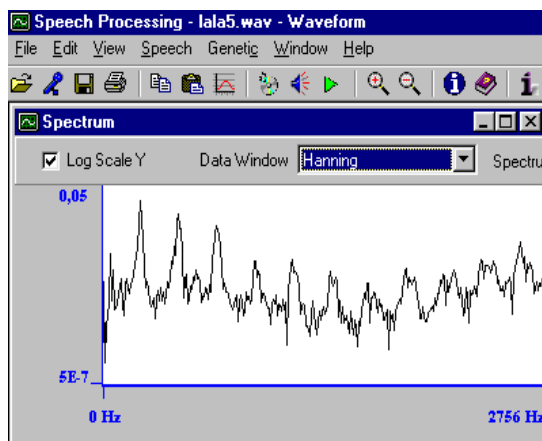 Speech Processing - lala5.wav - Waveform
File Edit View Speech Genetic Window Help
Spectrum
Log Scale Y Data Window Hanning Spectru
0,05
5E-7
0 Hz 2756 Hz